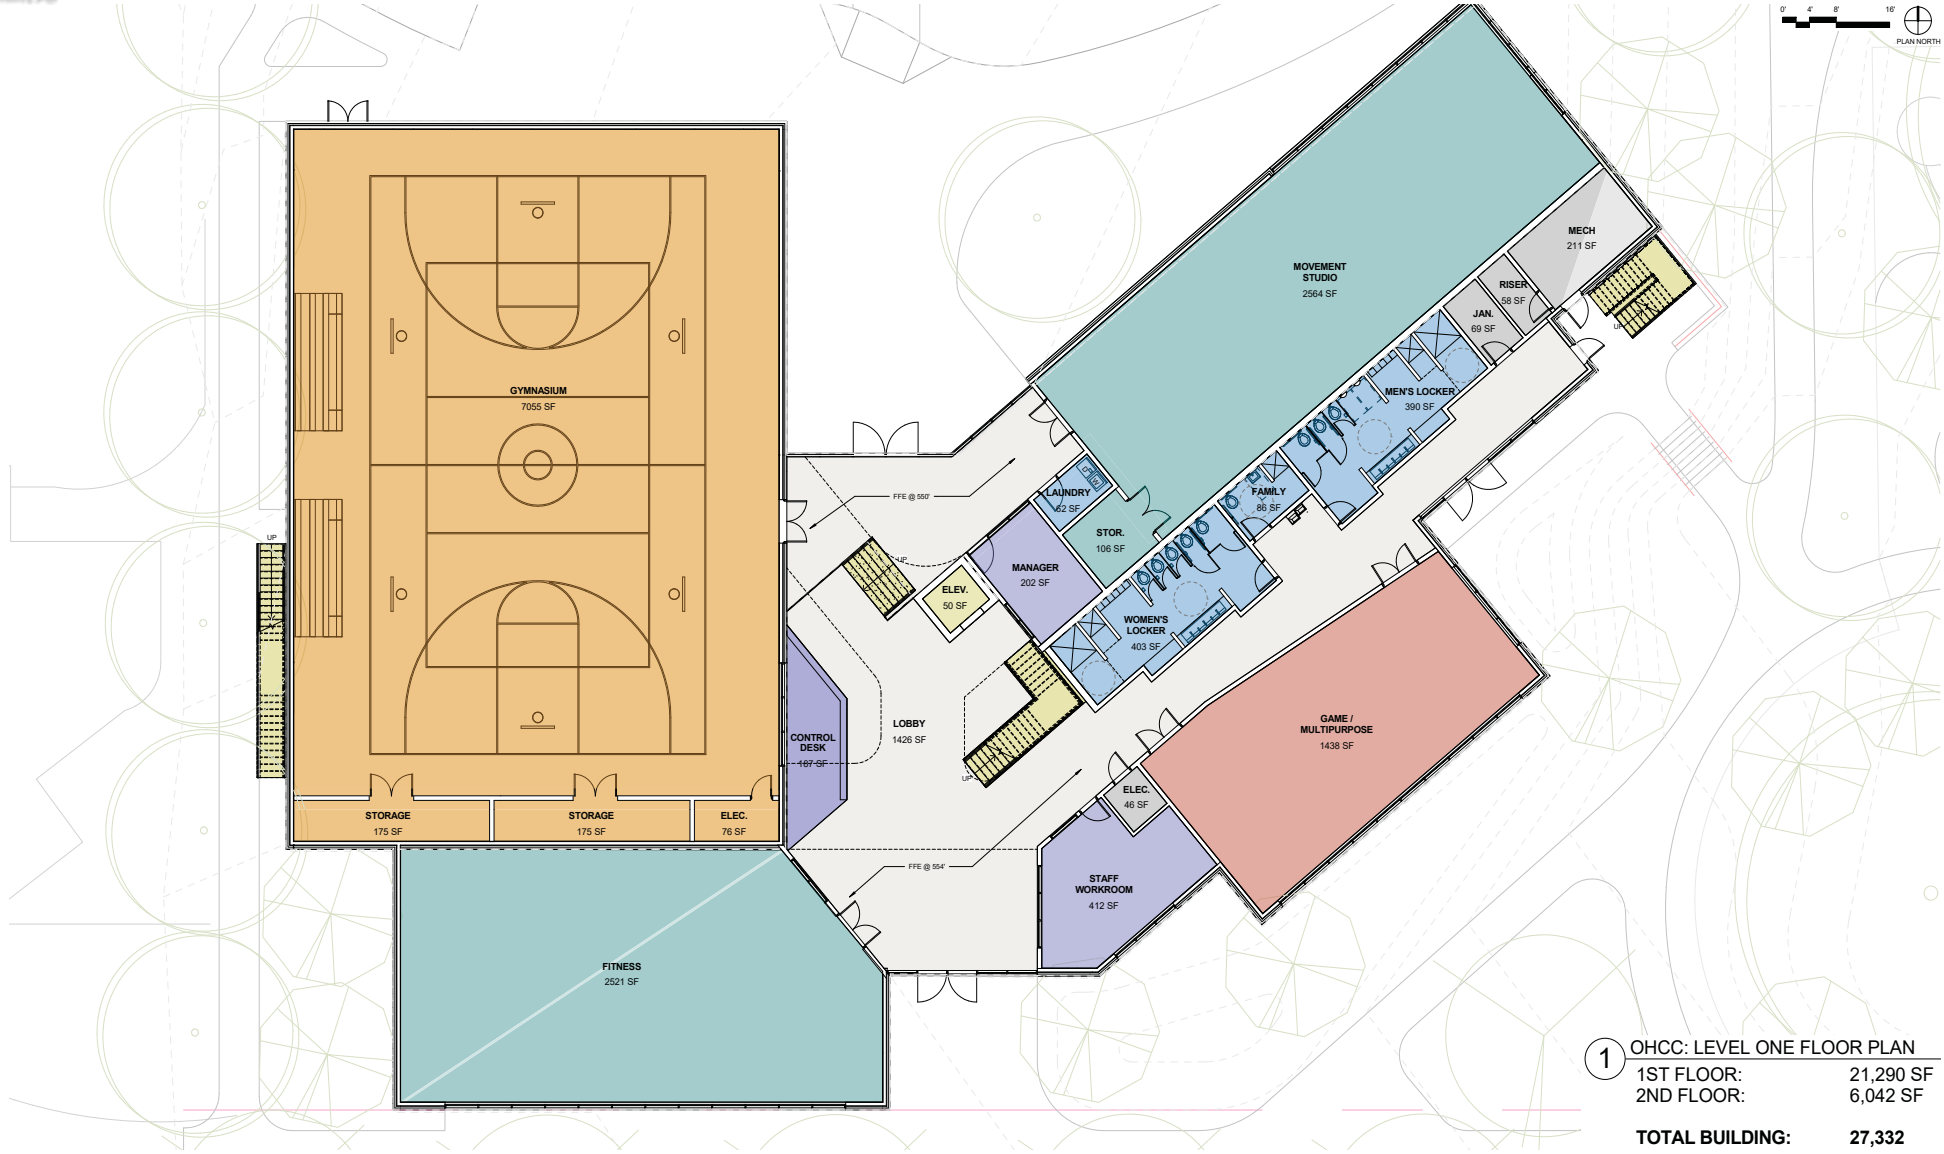 0' 4' 8' 16'
PLAN NORTH
MECH
211 SF
MOVEMENT
STUDIO
2564 SF
RISER
58 SF
JAN.
69 SF
UP
GYMNASIUM
7055 SF
MEN'S LOCKER
390 SF
FFE @ 550'
LAUNDRY
62 SF
W
FAMILY
86 SF
UP
STOR.
106 SF
UP
MANAGER
202 SF
ELEV.
50 SF
WOMEN'S
LOCKER
403 SF
LOBBY
1426 SF
GAME /
MULTIPURPOSE
1438 SF
CONTROL
DESK
187 SF
UP
ELEC.
46 SF
STORAGE
175 SF
STORAGE
175 SF
ELEC.
76 SF
FFE @ 554'
STAFF
WORKROOM
412 SF
FITNESS
2521 SF
1 OHCC: LEVEL ONE FLOOR PLAN
1ST FLOOR: 21,290 SF
2ND FLOOR: 6,042 SF
TOTAL BUILDING: 27,332